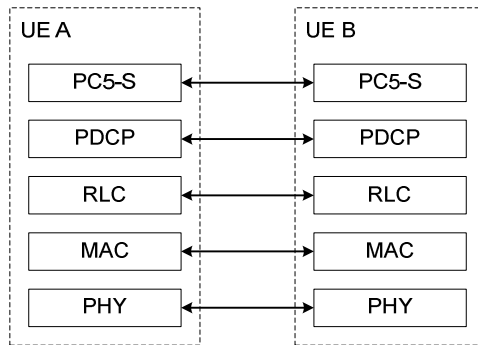 UE A
UE B
PC5-S
PC5-S
PDCP
PDCP
RLC
RLC
MAC
MAC
PHY
PHY